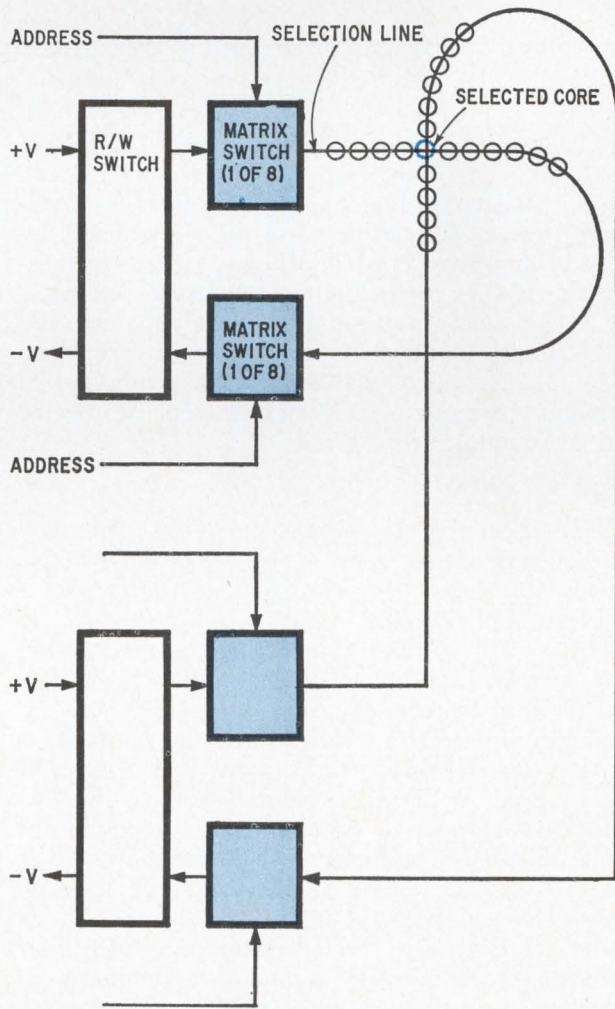 ADDRESS
SELECTION LINE
SELECTED CORE
+V
R/W
SWITCH
MATRIX
SWITCH
(1 OF 8)
-V
MATRIX
SWITCH
(1 OF 8)
ADDRESS
+V
-V